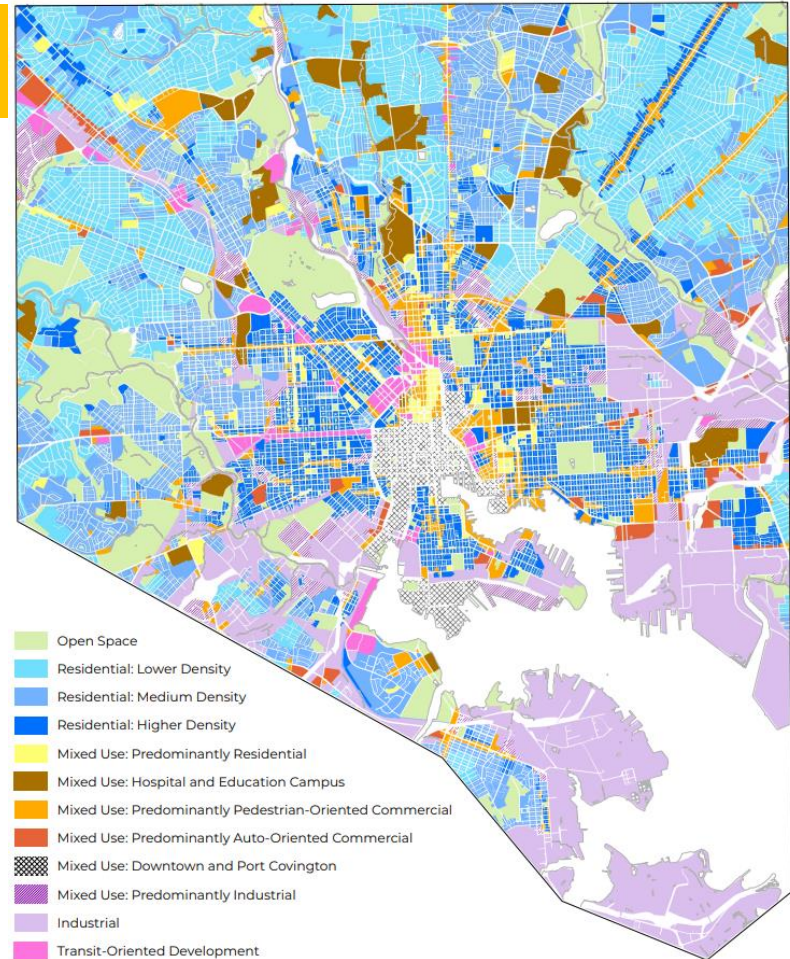 Open Space
Residential: Lower Density
Residential: Medium Density
Residential: Higher Density
Mixed Use: Predominantly Residential
Mixed Use: Hospital and Education Campus
Mixed Use: Predominantly Pedestrian-Oriented Commercial
Mixed Use: Predominantly Auto-Oriented Commercial
Mixed Use: Downtown and Port Covington
Mixed Use: Predominantly Industrial
Industrial
Transit-Oriented Development